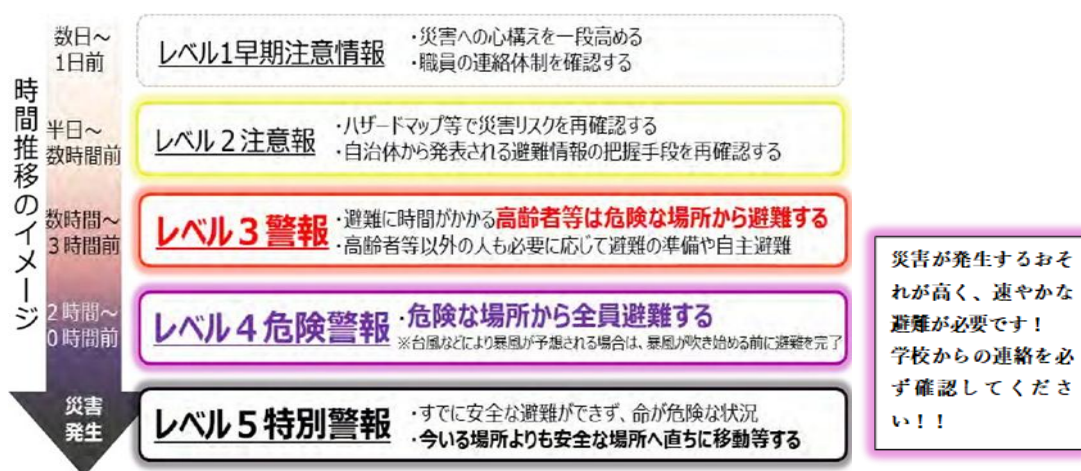 時間推移のイメージ
数日～
1日前
レベル1早期注意情報
・災害への心構えを一段高める
・職員の連絡体制を確認する
半日～
数時間前
レベル２注意報
・ハザードマップ等で災害リスクを再確認する
・自治体から発表される避難情報の把握手段を再確認する
数時間～
3時間前
レベル３警報
・避難に時間がかかる高齢者等は危険な場所から避難する
・高齢者等以外の人も必要に応じて避難の準備や自主避難
2時間～
0時間前
レベル４危険警報
・危険な場所から全員避難する
※台風などにより暴風が予想される場合は、暴風が吹き始める前に避難を完了
災害
発生
レベル５特別警報
・すでに安全な避難ができず、命が危険な状況
・今いる場所よりも安全な場所へ直ちに移動等する
災害が発生するおそ
れが高く、速やかな
避難が必要です！
学校からの連絡を必
ず確認してくださ
い！！